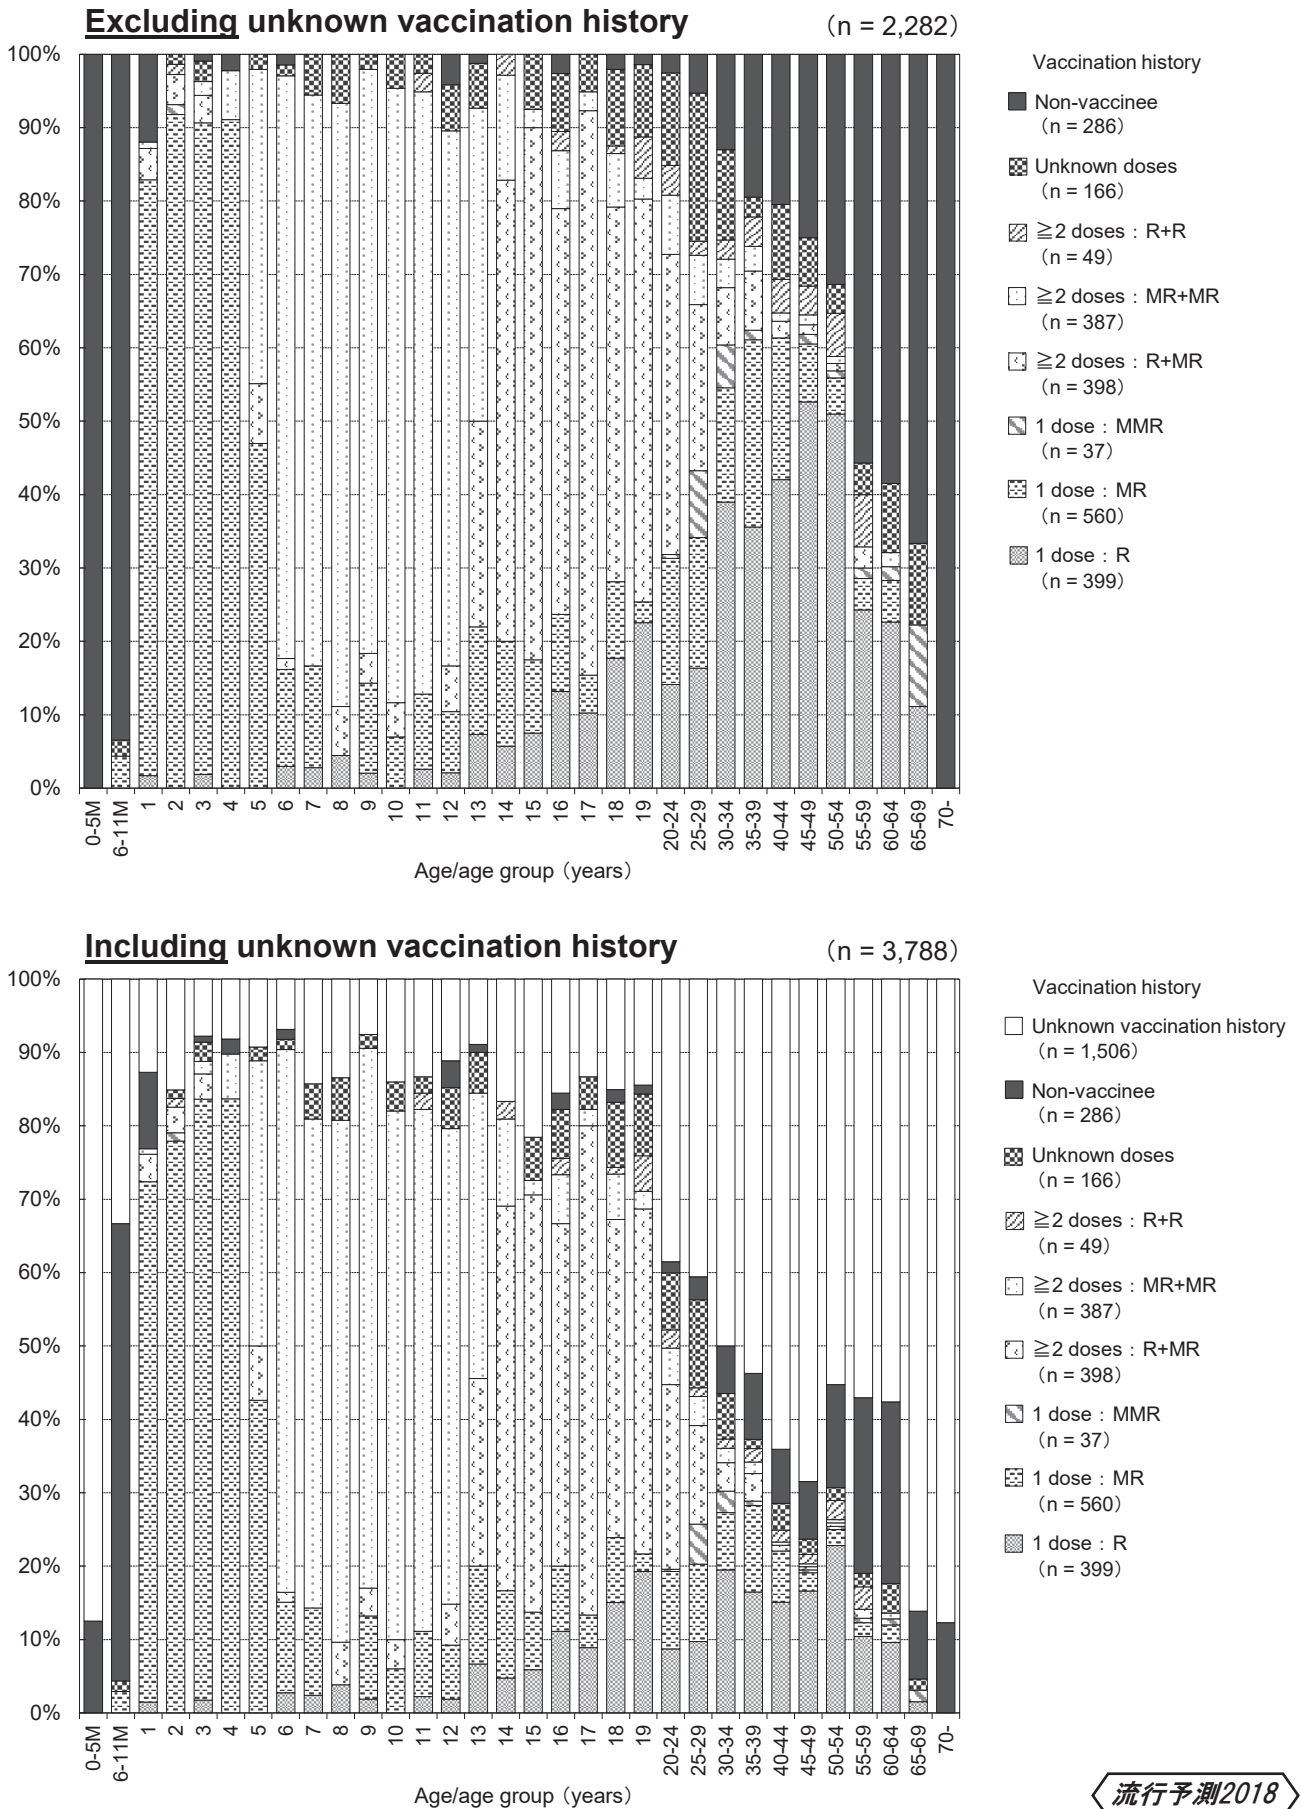 Excluding unknown vaccination history
（n = 2,282）
100%
90%
80%
70%
60%
50%
40%
30%
20%
10%
0%
0-5M
6-11M
1
2
3
4
5
6
7
8
9
10
11
12
13
14
15
16
17
18
19
20-24
25-29
30-34
35-39
40-44
45-49
50-54
55-59
60-64
65-69
70-
Age/age group（years）
Vaccination history
Non-vaccinee
（n = 286）
Unknown doses
（n = 166）
≧2 doses：R+R
（n = 49）
≧2 doses：MR+MR
（n = 387）
≧2 doses：R+MR
（n = 398）
1 dose：MMR
（n = 37）
1 dose：MR
（n = 560）
1 dose：R
（n = 399）
Including unknown vaccination history
（n = 3,788）
100%
90%
80%
70%
60%
50%
40%
30%
20%
10%
0%
0-5M
6-11M
1
2
3
4
5
6
7
8
9
10
11
12
13
14
15
16
17
18
19
20-24
25-29
30-34
35-39
40-44
45-49
50-54
55-59
60-64
65-69
70-
Age/age group（years）
Vaccination history
Unknown vaccination history
（n = 1,506）
Non-vaccinee
（n = 286）
Unknown doses
（n = 166）
≧2 doses：R+R
（n = 49）
≧2 doses：MR+MR
（n = 387）
≧2 doses：R+MR
（n = 398）
1 dose：MMR
（n = 37）
1 dose：MR
（n = 560）
1 dose：R
（n = 399）
流行予測2018